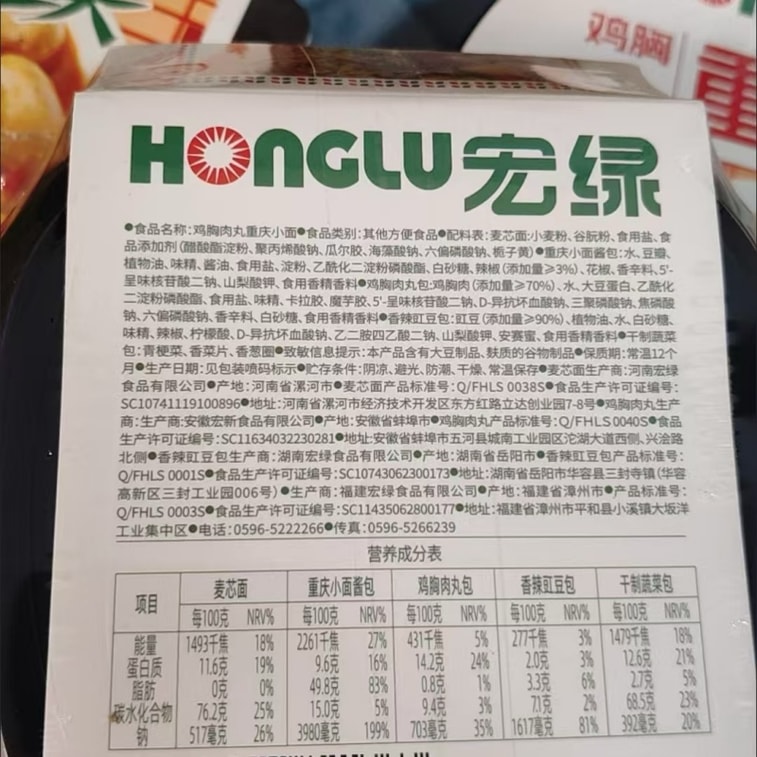 鸡胸
HONGLU宏绿
●食品名称:鸡胸肉丸重庆小面●食品类别:其他方便食品●配料表:麦芯面:小麦粉、谷朊粉、食用盐、食
品添加剂(醋酸酯淀粉、聚丙烯酸钠、瓜尔胶、海藻酸钠、六偏磷酸钠、栀子黄)●重庆小面酱包:水、豆瓣、
植物油、味精、酱油、食用盐、淀粉、乙酰化二淀粉磷酸酯、白砂糖、辣椒(添加量≥3%)、花椒、香辛料、5'-
呈味核苷酸二钠、山梨酸钾、食用香精香料●鸡胸肉丸包:鸡胸肉(添加量≥70%)、水、大豆蛋白、乙酰化
二淀粉磷酸酯、食用盐、味精、卡拉胶、魔芋胶、5'-呈味核苷酸二钠、D-异抗坏血酸钠、三聚磷酸钠、焦磷酸
钠、六偏磷酸钠、香辛料、白砂糖、食用香精香料●香辣豇豆包:豇豆(添加量≥90%)、植物油、水、白砂糖、
味精、辣椒、柠檬酸、D-异抗坏血酸钠、乙二胺四乙酸二钠、山梨酸钾、安赛蜜、食用香精香料●干制蔬菜
包:青梗菜、香菜片、香葱圈●致敏信息提示:本产品含有大豆制品、麸质的谷物制品●保质期:常温12个
月●生产日期:见包装喷码标示●贮存条件:阴凉、避光、防潮、干燥、常温保存●麦芯面生产商:河南宏绿
食品有限公司●产地:河南省漯河市●麦芯面产品标准号:Q/FHLS 0038S●食品生产许可证编号:
SC10741119100896●地址:河南省漯河市经济技术开发区东方红路立达创业园7-8号●鸡胸肉丸生产
商:生产商:安徽宏新食品有限公司●产地:安徽省蚌埠市●鸡胸肉丸产品标准号:Q/FHLS0040S●食品
生产许可证编号:SC11634032230281●地址:安徽省蚌埠市五河县城南工业园区沱湖大道西侧、兴浍路
北侧●香辣豇豆包生产商:湖南宏绿食品有限公司●产地:湖南省岳阳市●香辣豇豆包产品标准号:
Q/FHLS 0001S●食品生产许可证编号:SC10743062300173●地址:湖南省岳阳市华容县三封寺镇(华容
高新区三封工业园006号)●生产商:福建宏绿食品有限公司●产地:福建省漳州市●产品标准号:
Q/FHLS 0003S●食品生产许可证编号:SC11435062800177●地址:福建省漳州市平和县小溪镇大坂洋
工业集中区●电话:0596-5222266●传真:0596-5266239
营养成分表
项目 麦芯面 重庆小面酱包 鸡胸肉丸包 香辣豇豆包 干制蔬菜包
每100克 NRV% 每100克 NRV% 每100克 NRV% 每100克 NRV% 每100克 NRV%
能量 1493千焦 18% 2261千焦 27% 431千焦 5% 277千焦 3% 1479千焦 18%
蛋白质 11.6克 19% 9.6克 16% 14.2克 24% 2.0克 3% 12.6克 21%
脂肪 0克 0% 49.8克 83% 0.8克 1% 3.3克 6% 2.7克 5%
碳水化合物 76.2克 25% 15.0克 5% 9.4克 3% 7.1克 2% 68.5克 23%
钠 517毫克 26% 3980毫克 199% 703毫克 35% 1617毫克 81% 392毫克 20%